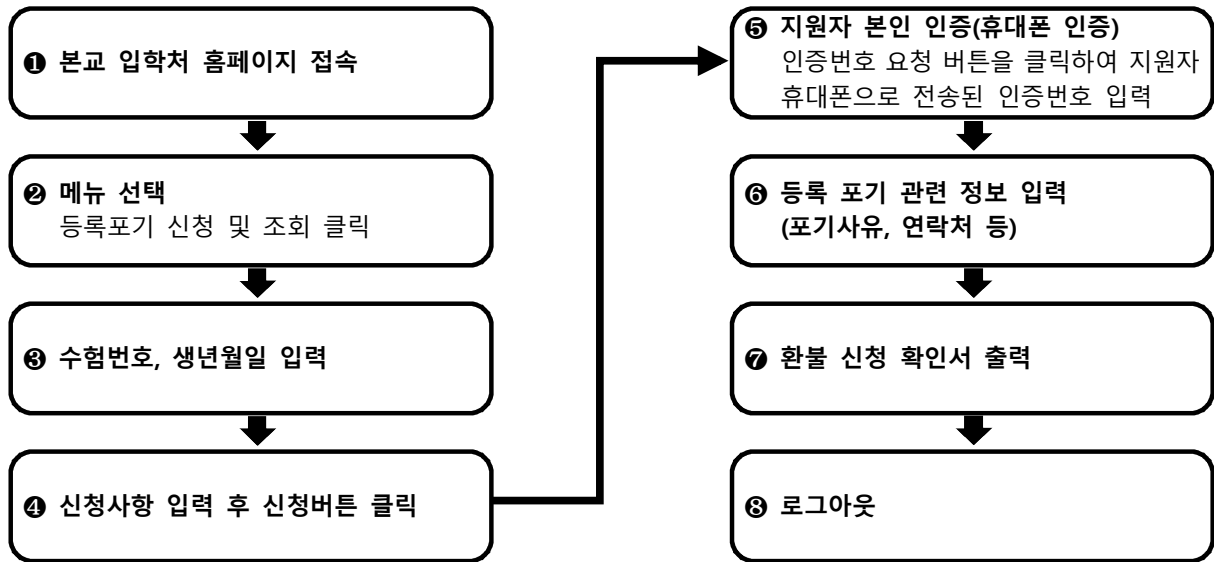 ❶ 본교 입학처 홈페이지 접속
❷ 메뉴 선택
등록포기 신청 및 조회 클릭
❸ 수험번호, 생년월일 입력
❹ 신청사항 입력 후 신청버튼 클릭
❺ 지원자 본인 인증(휴대폰 인증)
인증번호 요청 버튼을 클릭하여 지원자
휴대폰으로 전송된 인증번호 입력
❻ 등록 포기 관련 정보 입력
(포기사유, 연락처 등)
❼ 환불 신청 확인서 출력
❽ 로그아웃